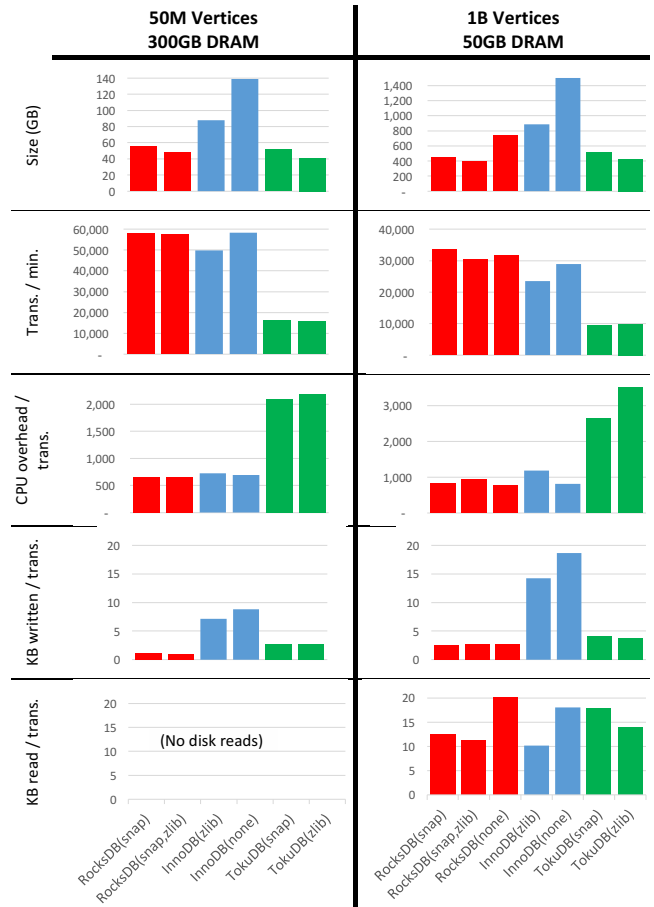 50M Vertices
300GB DRAM
1B Vertices
50GB DRAM
Size (GB)
140
120
100
80
60
40
20
0
1,400
1,200
1,000
800
600
400
200
-
Trans. / min.
60,000
50,000
40,000
30,000
20,000
10,000
-
40,000
30,000
20,000
10,000
-
CPU overhead /
trans.
2,000
1,500
1,000
500
-
3,000
2,000
1,000
-
KB written / trans.
20
15
10
5
0
20
15
10
5
0
KB read / trans.
20
15
10
5
0
(No disk reads)
20
15
10
5
0
RocksDB(snap)
RocksDB(snap,zlib)
InnoDB(zlib)
InnoDB(none)
TokuDB(snap)
TokuDB(zlib)
RocksDB(snap)
RocksDB(snap,zlib)
RocksDB(none)
InnoDB(zlib)
InnoDB(none)
TokuDB(snap)
TokuDB(zlib)